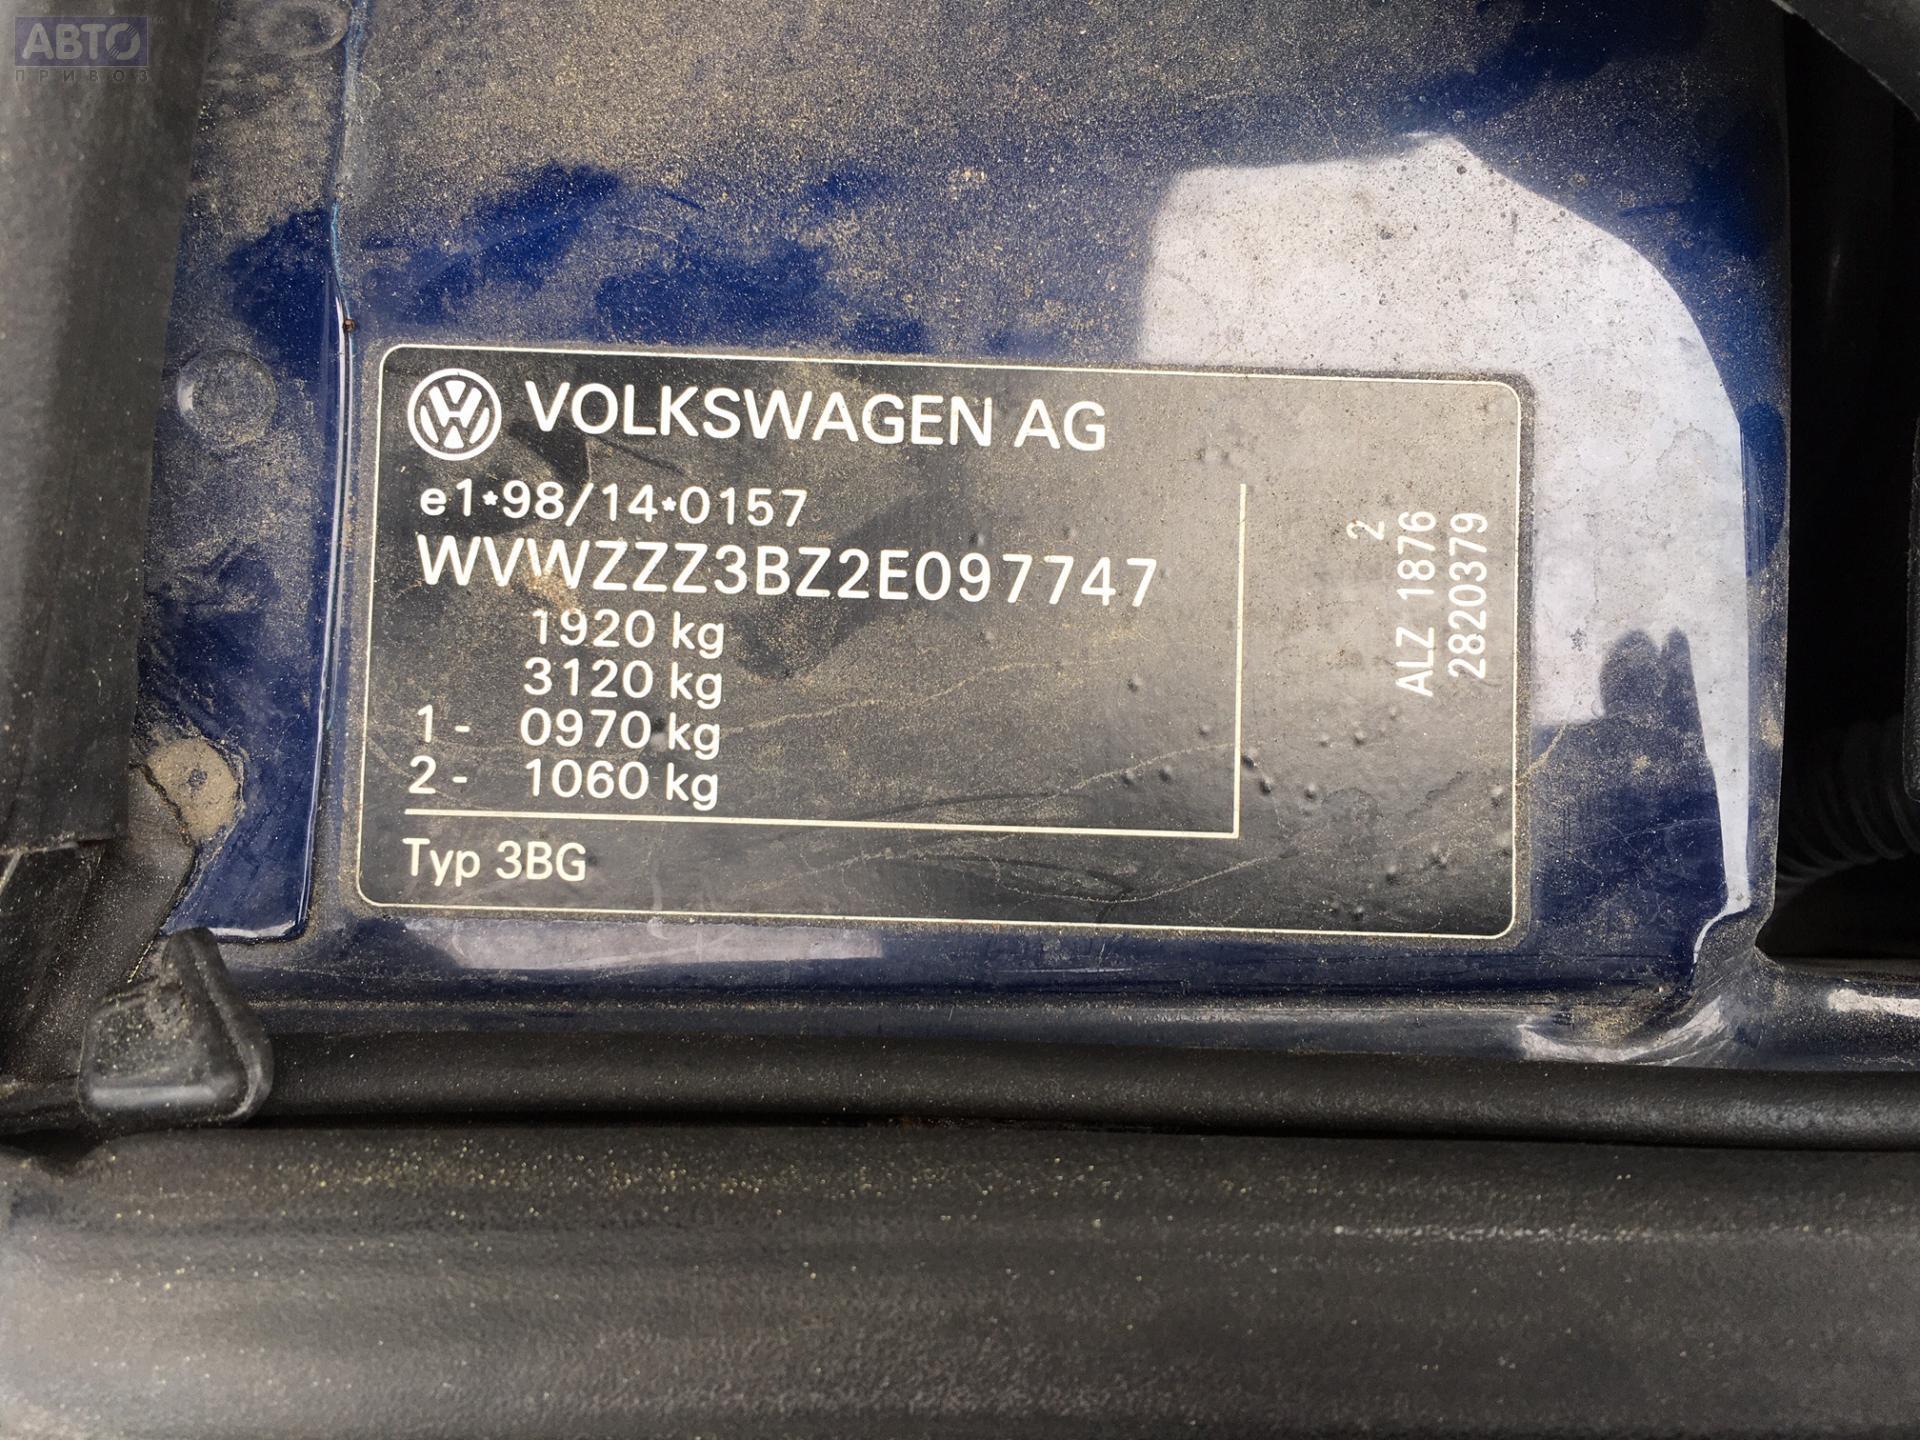 АВТО
ПРИВОЗ
VOLKSWAGEN AG
e1*98/14*0157
WVWZZZ3BZ2E097747
1920 kg
3120 kg
1- 0970 kg
2- 1060 kg
Typ 3BG
2
ALZ 1876
2820379